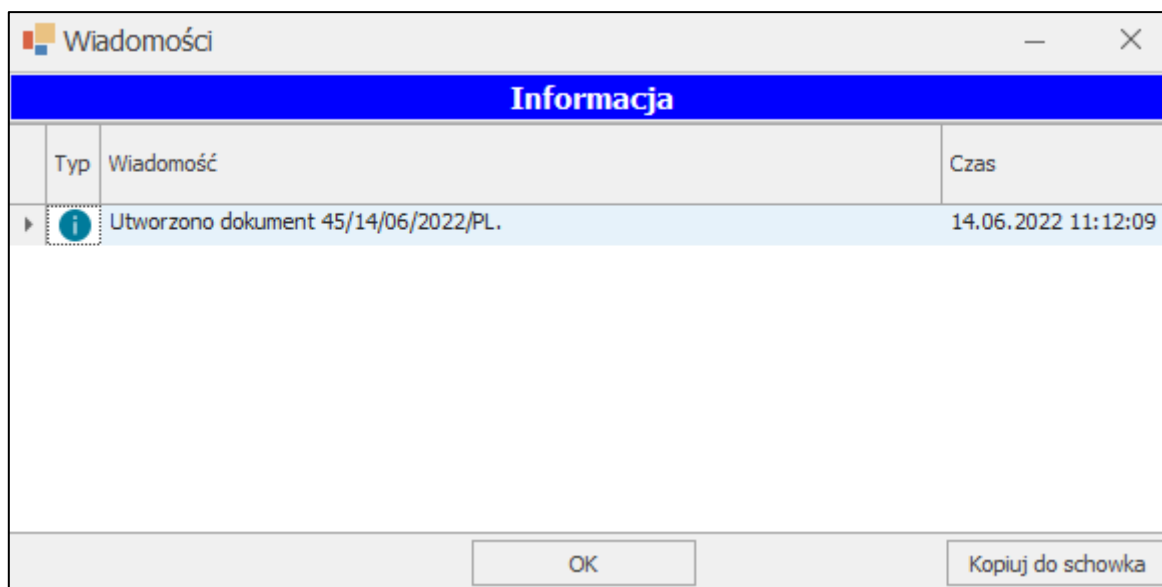 Wiadomości
Informacja
Typ Wiadomość Czas
Utworzono dokument 45/14/06/2022/PL. 14.06.2022 11:12:09
OK Kopiuj do schowka